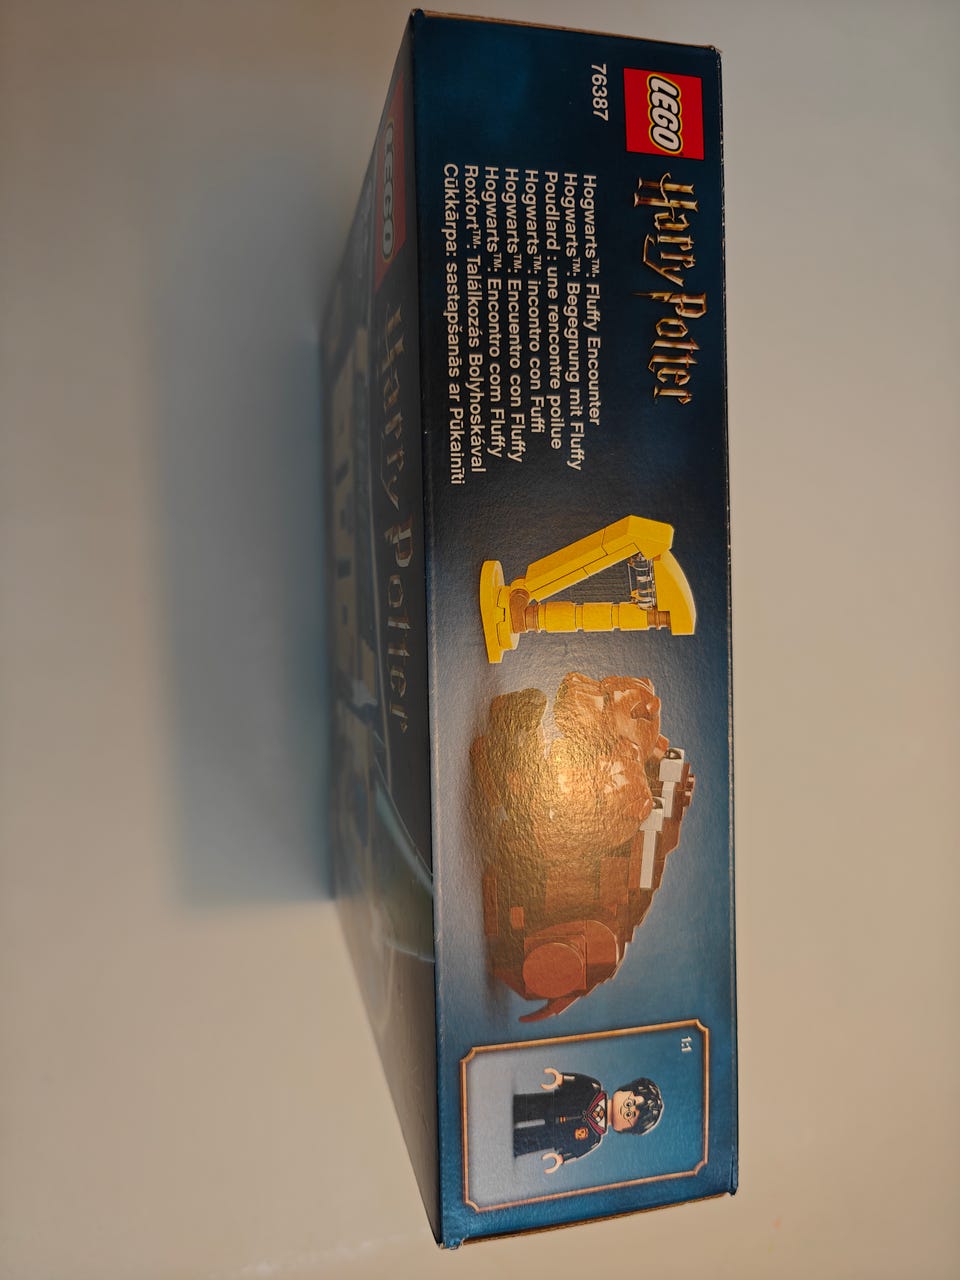 LEGO
Harry Potter
76387
Hogwarts™: Fluffy Encounter
Hogwarts™: Begegnung mit Fluffy
Poudlard : une rencontre poilue
Hogwarts™: incontro con Fuffi
Hogwarts™: Encuentro con Fluffy
Hogwarts™: Encontro com Fluffy
Roxfort™: Találkozás Bolyhoskával
Cūkkārpa: sastapšanās ar Pūkainīti
1:1
LEGO
Harry Potter